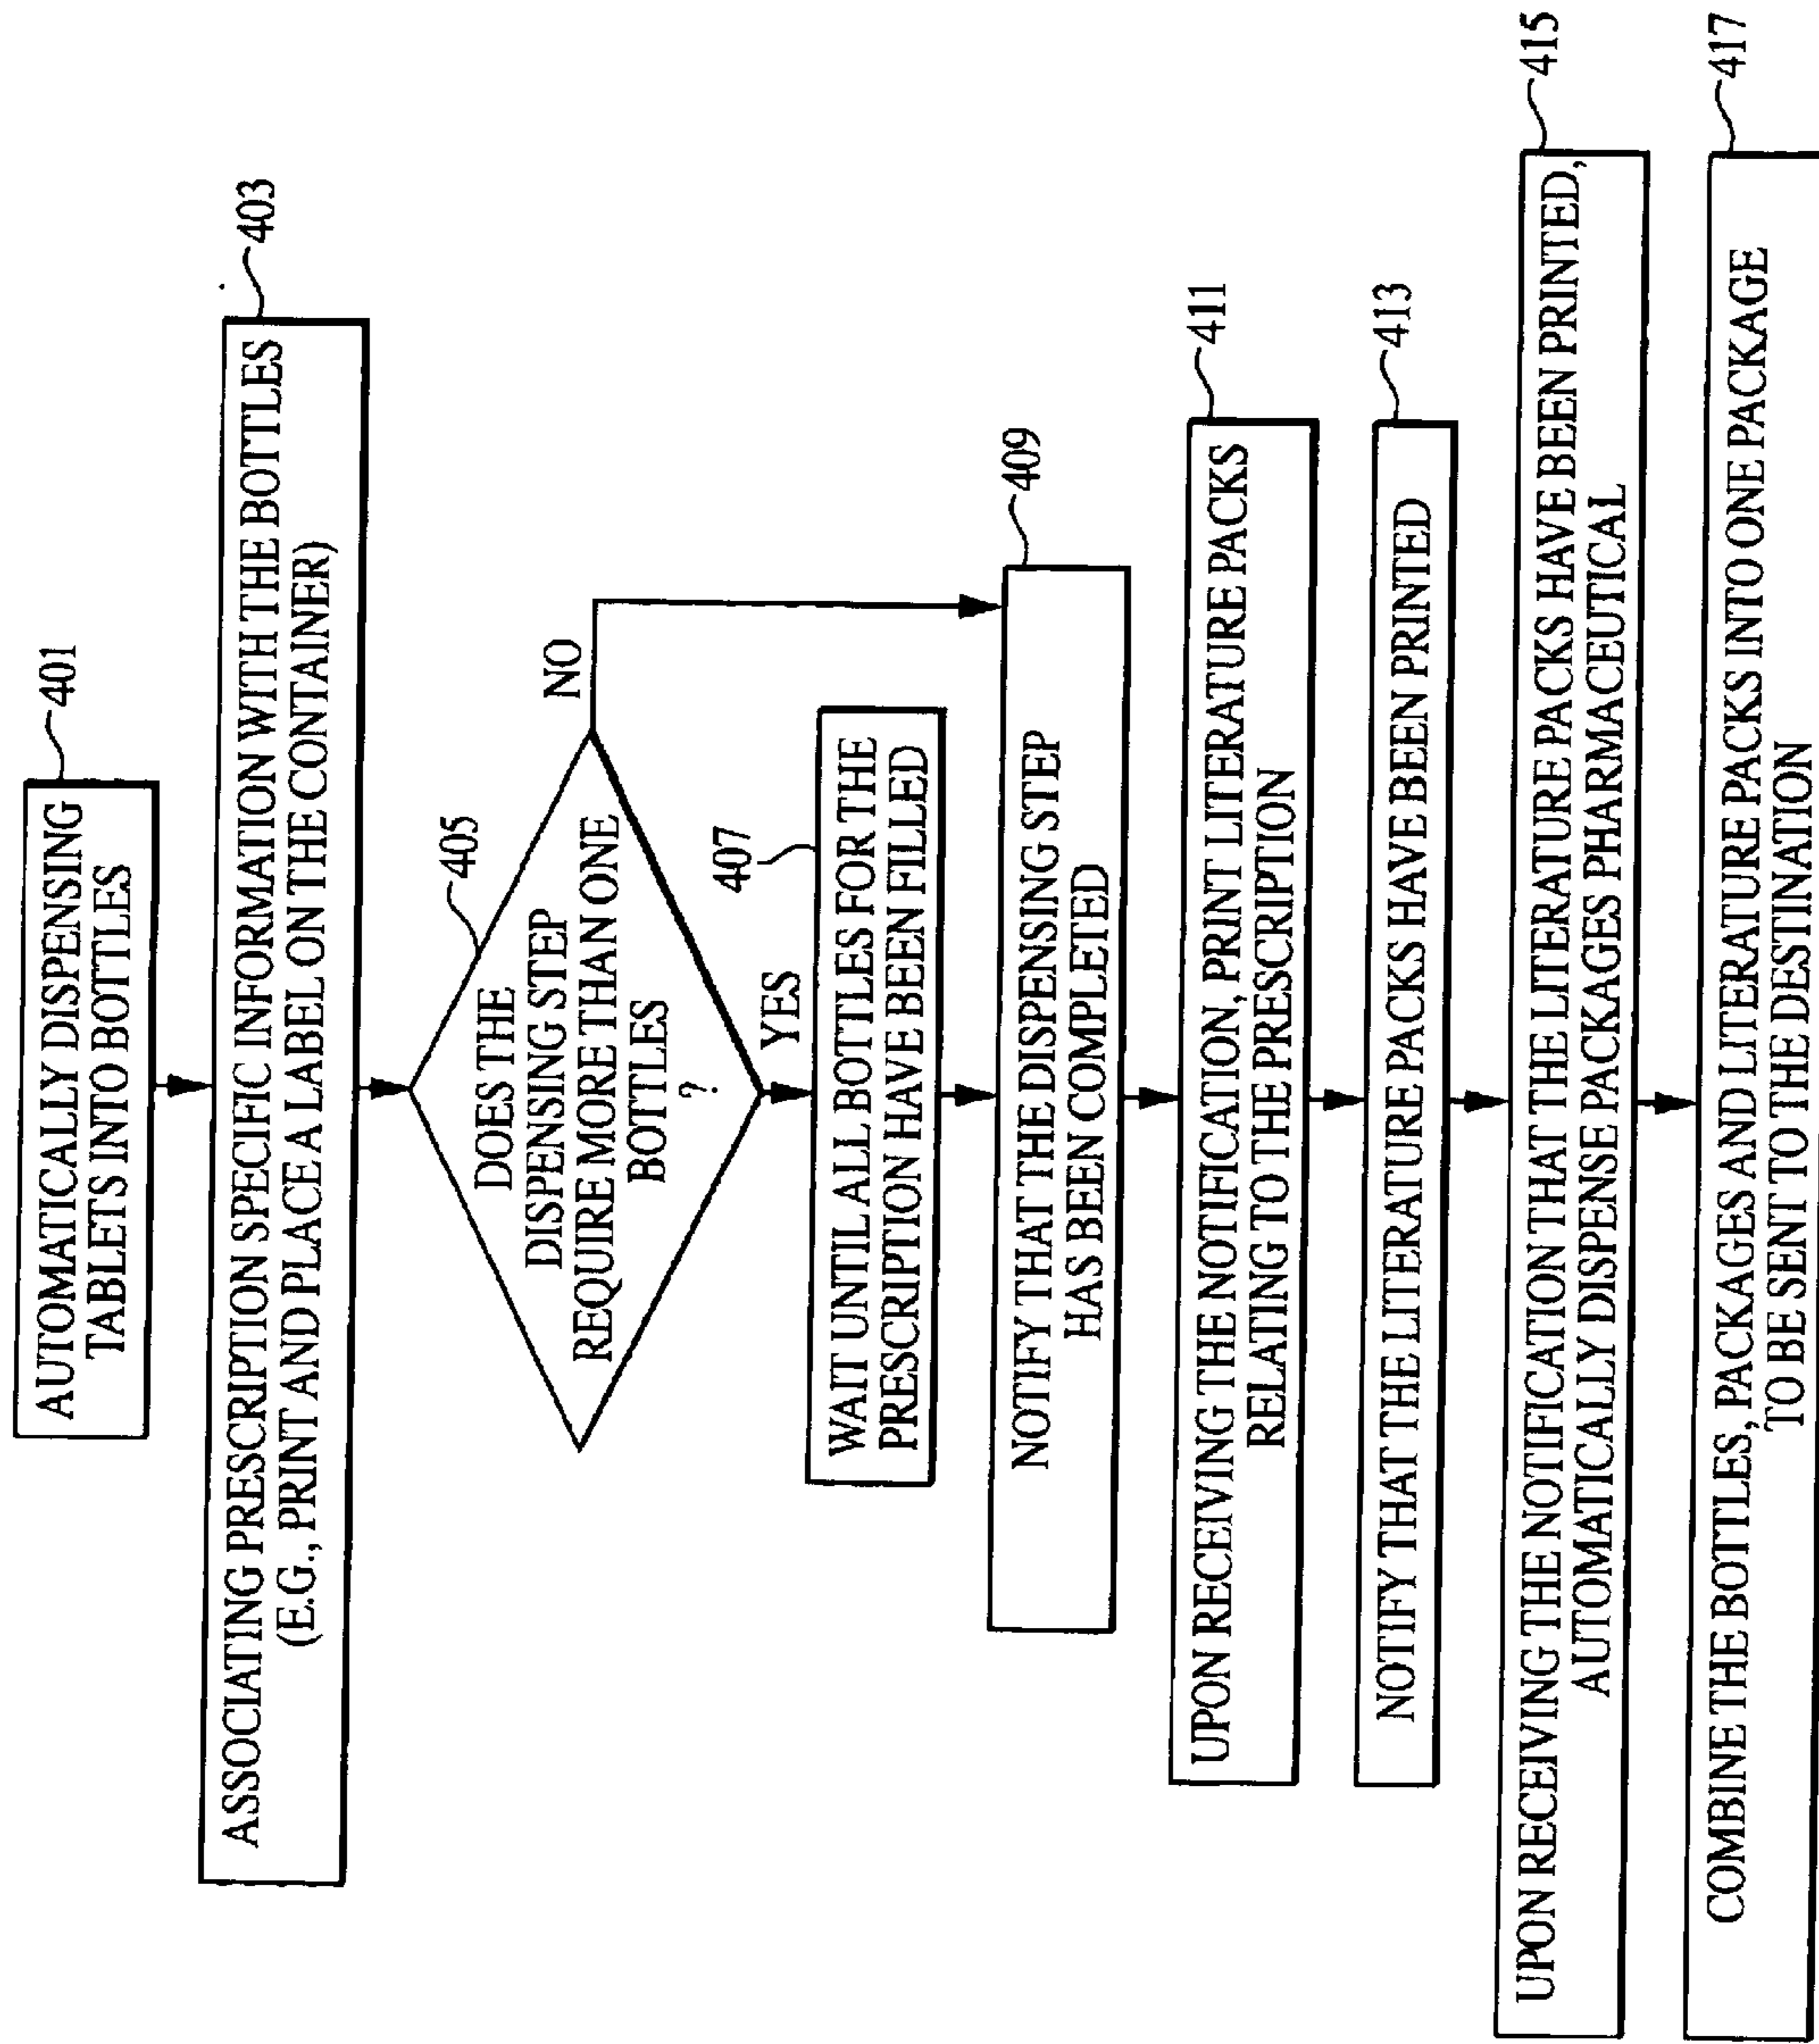 AUTOMATICALLY DISPENSING
TABLETS INTO BOTTLES
401
ASSOCIATING PRESCRIPTION SPECIFIC INFORMATION WITH THE BOTTLES
(E.G., PRINT AND PLACE A LABEL ON THE CONTAINER)
403
DOES THE
DISPENSING STEP
REQUIRE MORE THAN ONE
BOTTLES
?
405
NO
YES
WAIT UNTIL ALL BOTTLES FOR THE
PRESCRIPTION HAVE BEEN FILLED
407
NOTIFY THAT THE DISPENSING STEP
HAS BEEN COMPLETED
409
UPON RECEIVING THE NOTIFICATION, PRINT LITERATURE PACKS
RELATING TO THE PRESCRIPTION
411
NOTIFY THAT THE LITERATURE PACKS HAVE BEEN PRINTED
413
UPON RECEIVING THE NOTIFICATION THAT THE LITERATURE PACKS HAVE BEEN PRINTED,
AUTOMATICALLY DISPENSE PACKAGES PHARMACEUTICAL
415
COMBINE THE BOTTLES, PACKAGES AND LITERATURE PACKS INTO ONE PACKAGE
TO BE SENT TO THE DESTINATION
417